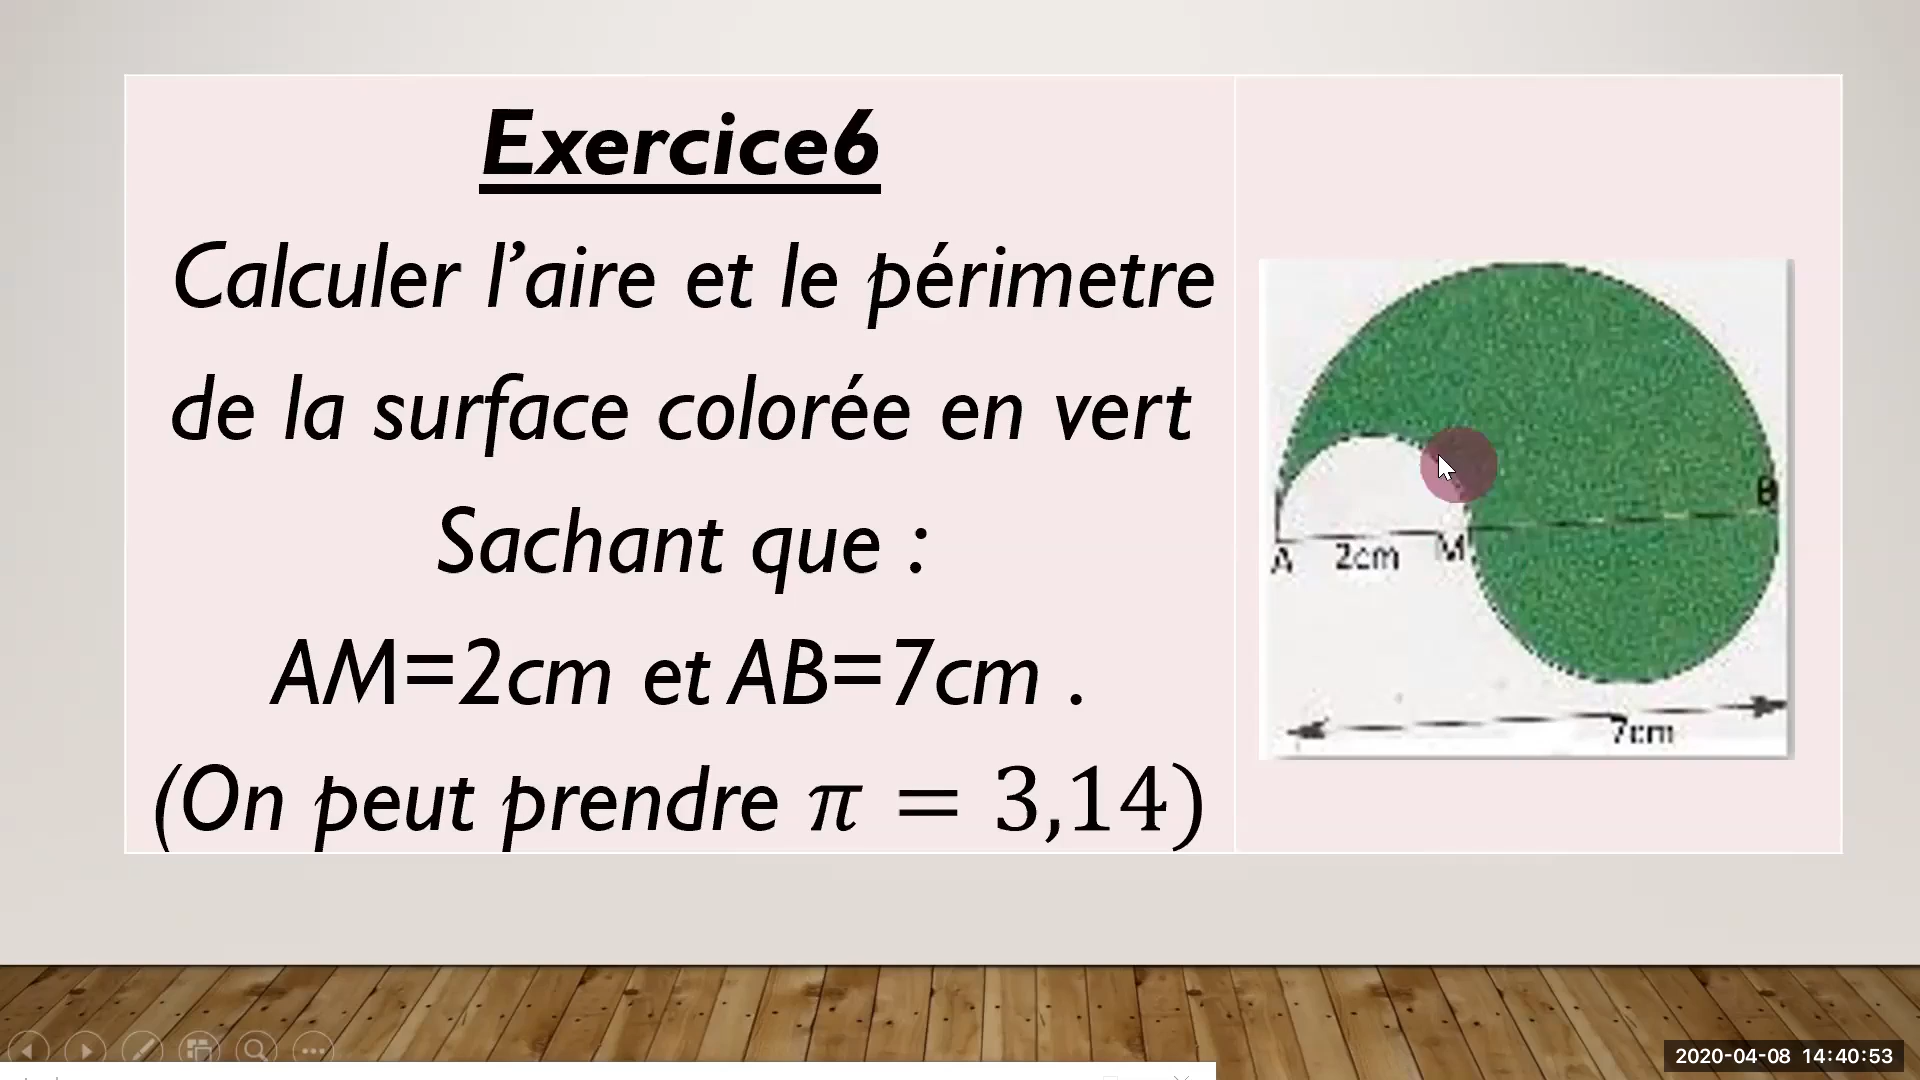 Exercice6
Calculer l’aire et le périmetre
de la surface colorée en vert
Sachant que :
AM=2cm et AB=7cm .
(On peut prendre π = 3,14)
B
A 2cm M
7cm
2020-04-08 14:40:53